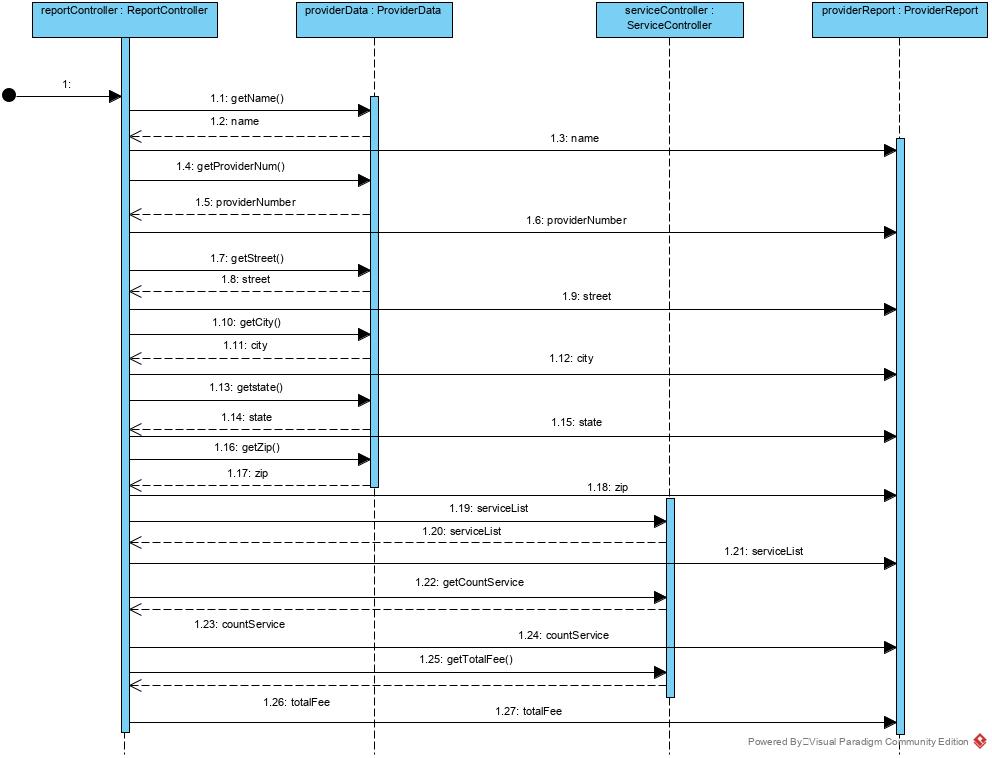 reportController : ReportController
providerData : ProviderData
serviceController :
ServiceController
providerReport : ProviderReport
1:
1.1: getName()
1.2: name
1.3: name
1.4: getProviderNum()
1.5: providerNumber
1.6: providerNumber
1.7: getStreet()
1.8: street
1.9: street
1.10: getCity()
1.11: city
1.12: city
1.13: getstate()
1.14: state
1.15: state
1.16: getZip()
1.17: zip
1.18: zip
1.19: serviceList
1.20: serviceList
1.21: serviceList
1.22: getCountService
1.23: countService
1.24: countService
1.25: getTotalFee()
1.26: totalFee
1.27: totalFee
Powered By Visual Paradigm Community Edition